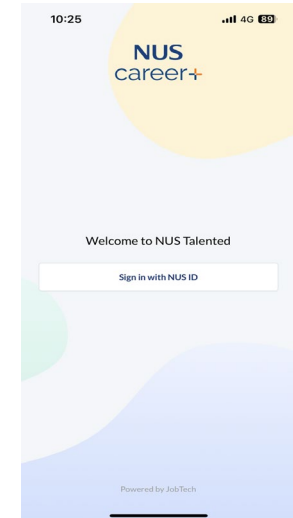 10:25 4G 89
NUS
career+
Welcome to NUS Talented
Sign in with NUS ID
Powered by JobTech